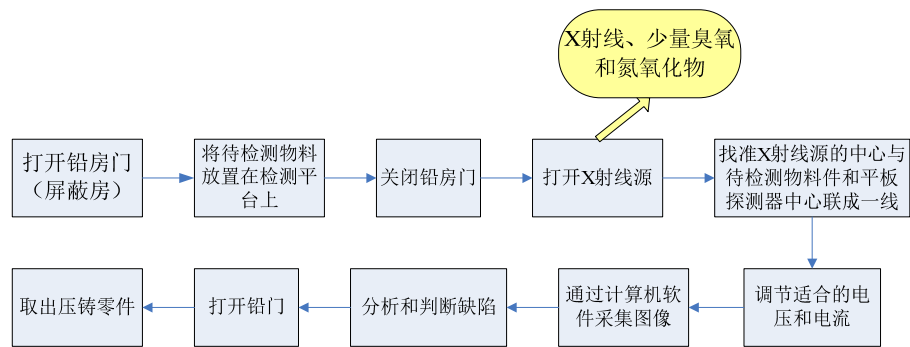 X射线、少量臭氧
和氮氧化物
打开铅房门
（屏蔽房）
将待检测物料
放置在检测平
台上
关闭铅房门
打开X射线源
找准X射线源的中心与
待检测物料件和平板
探测器中心联成一线
调节适合的电
压和电流
通过计算机软
件采集图像
分析和判断缺陷
打开铅门
取出压铸零件